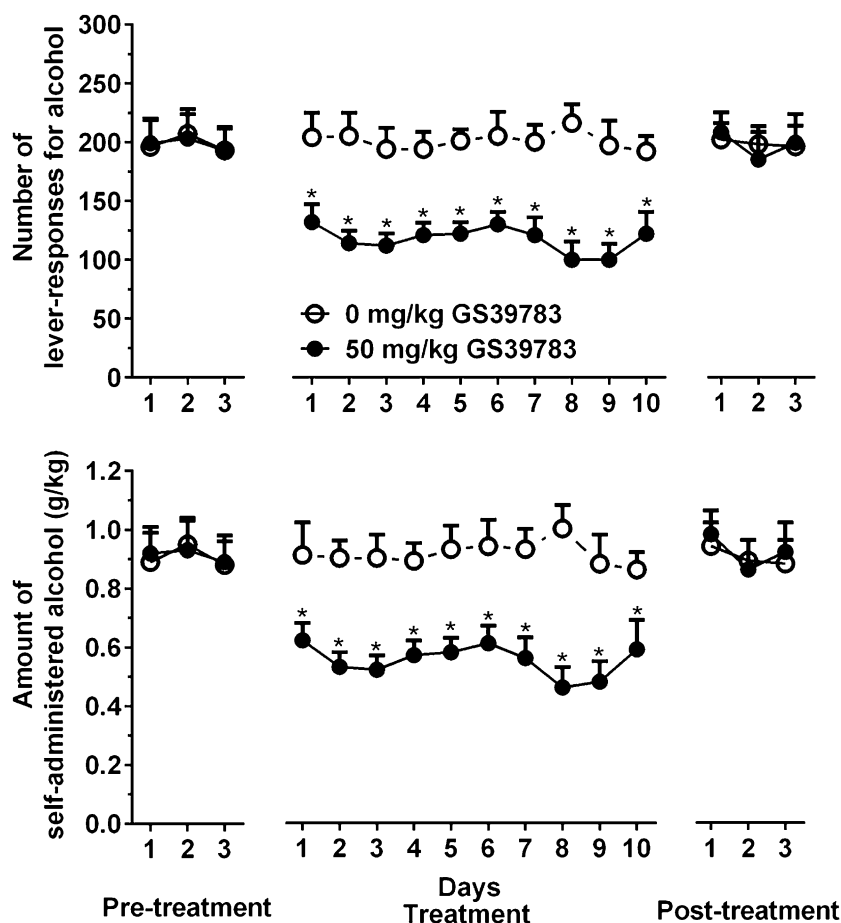 300
250
200
150
100
50
0
Number of
lever-responses for alcohol
* * * * * * * * * *
0 mg/kg GS39783
50 mg/kg GS39783
1 2 3
1 2 3 4 5 6 7 8 9 10
1 2 3
1.2
1.0
0.8
0.6
0.4
0.2
0.0
Amount of
self-administered alcohol (g/kg)
* * * * * * * * * *
1 2 3
1 2 3 4 5 6 7 8 9 10
1 2 3
Days
Pre-treatment
Treatment
Post-treatment